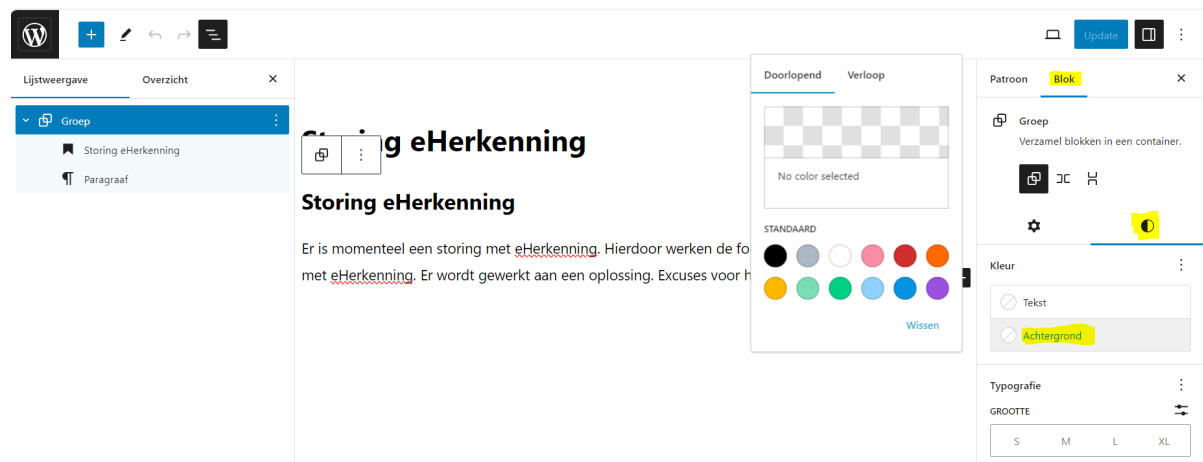 Update
Lijstweergave
Overzicht
Groep
Storing eHerkenning
Paragraaf
ing eHerkenning
Storing eHerkenning
Er is momenteel een storing met eHerkenning. Hierdoor werken de fo
met eHerkenning. Er wordt gewerkt aan een oplossing. Excuses voor h
Doorlopend
Verloop
No color selected
STANDAARD
Wissen
Patroon
Blok
Groep
Verzamel blokken in een container.
Kleur
Tekst
Achtergrond
Typografie
GROOTTE
S M L XL